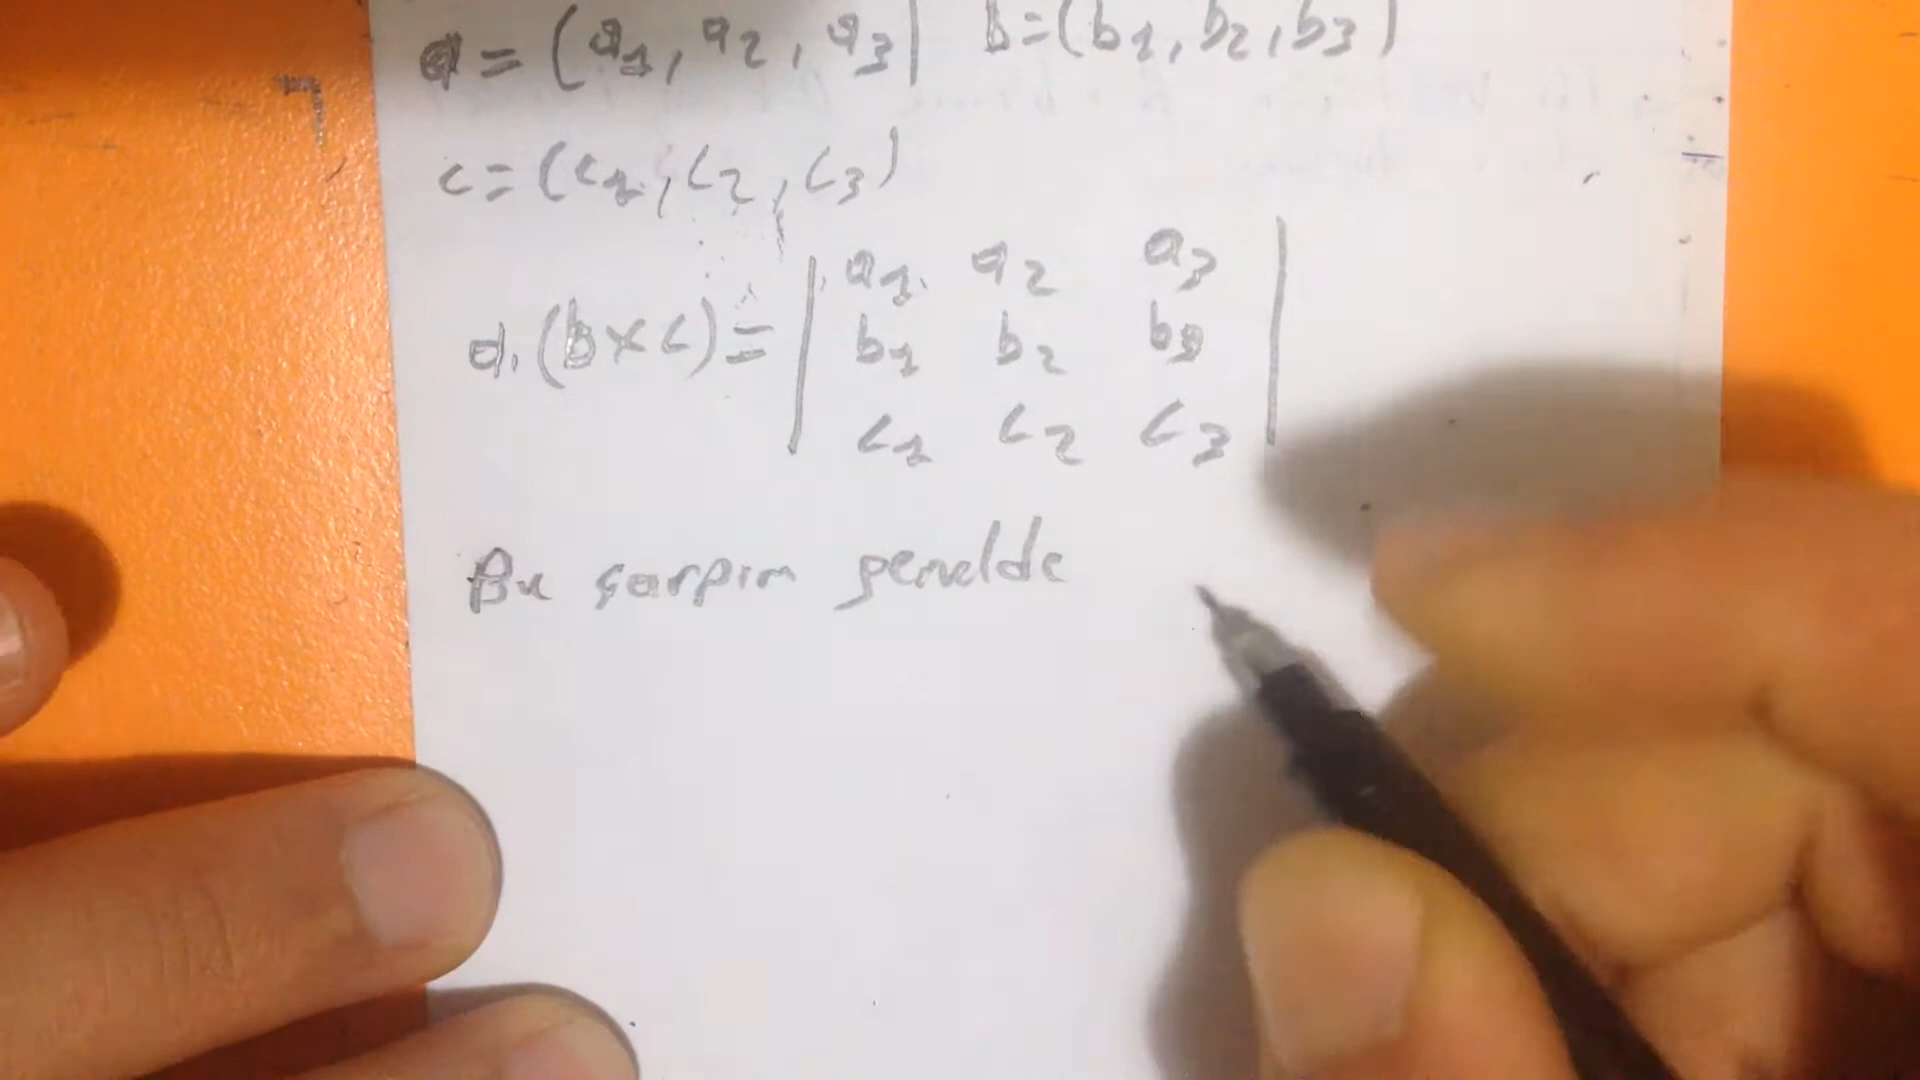 a = (a1, a2, a3) b=(b1, b2, b3)
c = (c1, c2, c3)
a. (b×c) = | a1 a2 a3 |
| b1 b2 b3 |
| c1 c2 c3 |
Bu çarpım genelde